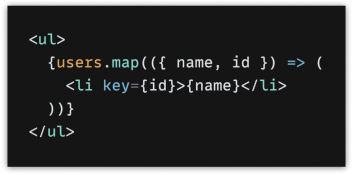 <ul>
  {users.map(({ name, id }) => (
    <li key={id}>{name}</li>
  ))}
</ul>